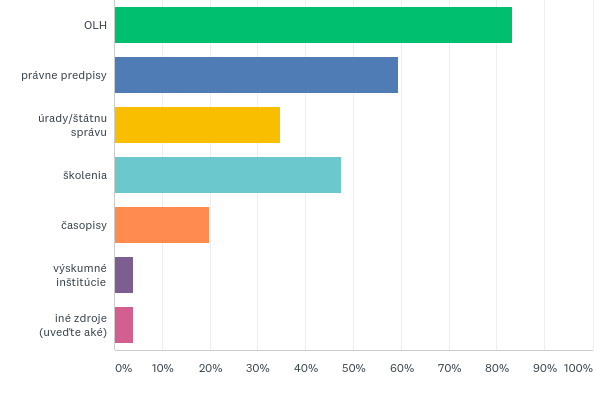 OLH
právne predpisy
úrady/štátnu
správu
školenia
časopisy
výskumné
inštitúcie
iné zdroje
(uveďte aké)
0% 10% 20% 30% 40% 50% 60% 70% 80% 90% 100%